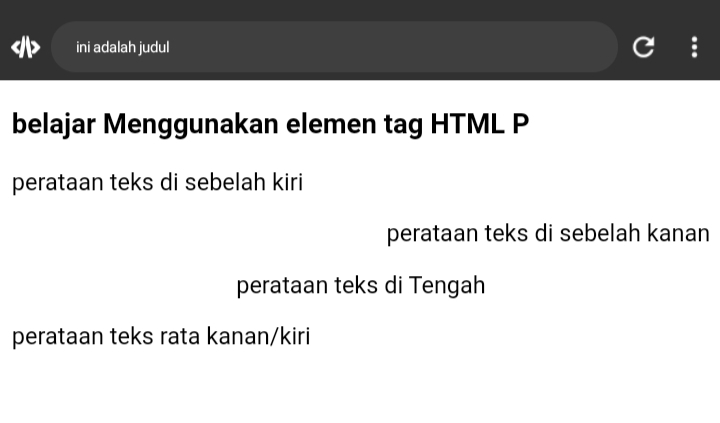 ini adalah judul
belajar Menggunakan elemen tag HTML P
perataan teks di sebelah kiri
perataan teks di sebelah kanan
perataan teks di Tengah
perataan teks rata kanan/kiri